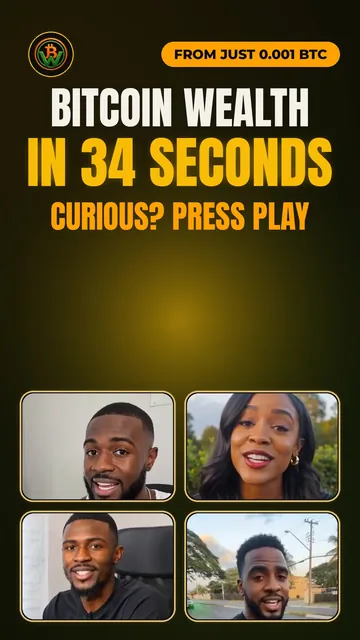 FROM JUST 0.001 BTC
BITCOIN WEALTH
IN 34 SECONDS
CURIOUS? PRESS PLAY